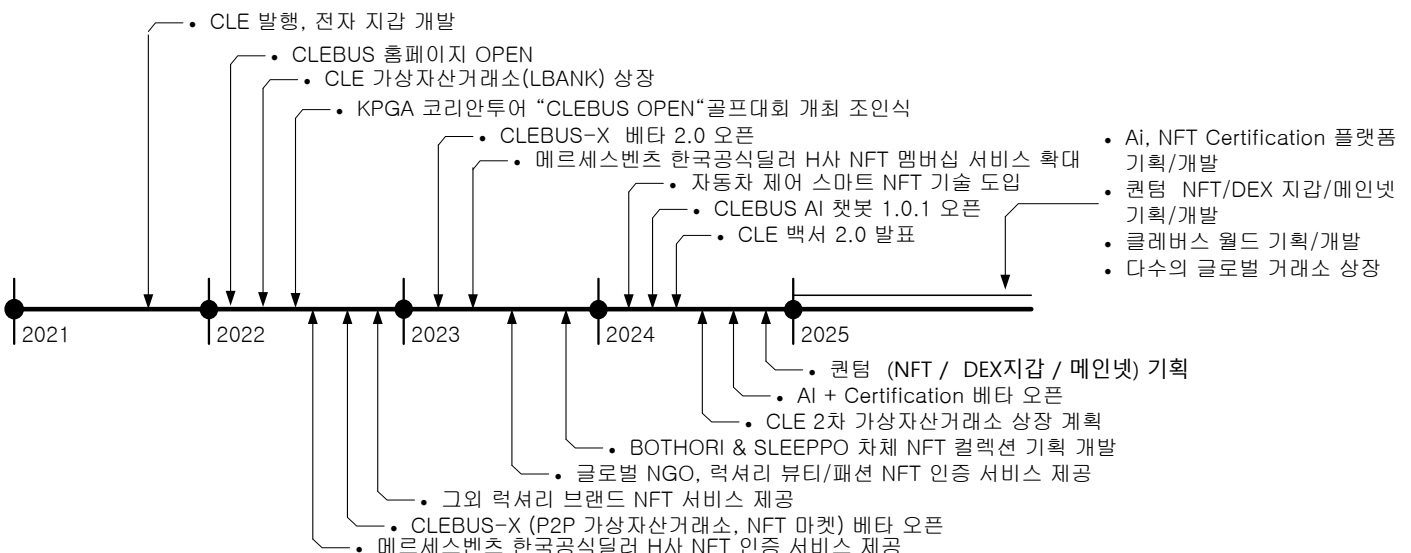 CLE 발행, 전자 지갑 개발
CLEBUS 홈페이지 OPEN
CLE 가상자산거래소(LBANK) 상장
KPGA 코리안투어 “CLEBUS OPEN“골프대회 개최 조인식
CLEBUS-X 베타 2.0 오픈
메르세스벤츠 한국공식딜러 H사 NFT 멤버십 서비스 확대
자동차 제어 스마트 NFT 기술 도입
CLEBUS AI 챗봇 1.0.1 오픈
CLE 백서 2.0 발표
Ai, NFT Certification 플랫폼
기획/개발
퀀텀 NFT/DEX 지갑/메인넷
기획/개발
클레버스 월드 기획/개발
다수의 글로벌 거래소 상장
2021
2022
2023
2024
2025
퀀텀 (NFT / DEX지갑 / 메인넷) 기획
AI + Certification 베타 오픈
CLE 2차 가상자산거래소 상장 계획
BOTHORI & SLEEPPO 차체 NFT 컬렉션 기획 개발
글로벌 NGO, 럭셔리 뷰티/패션 NFT 인증 서비스 제공
그외 럭셔리 브랜드 NFT 서비스 제공
CLEBUS-X (P2P 가상자산거래소, NFT 마켓) 베타 오픈
메르세스벤츠 한국공식딜러 H사 NFT 인증 서비스 제공